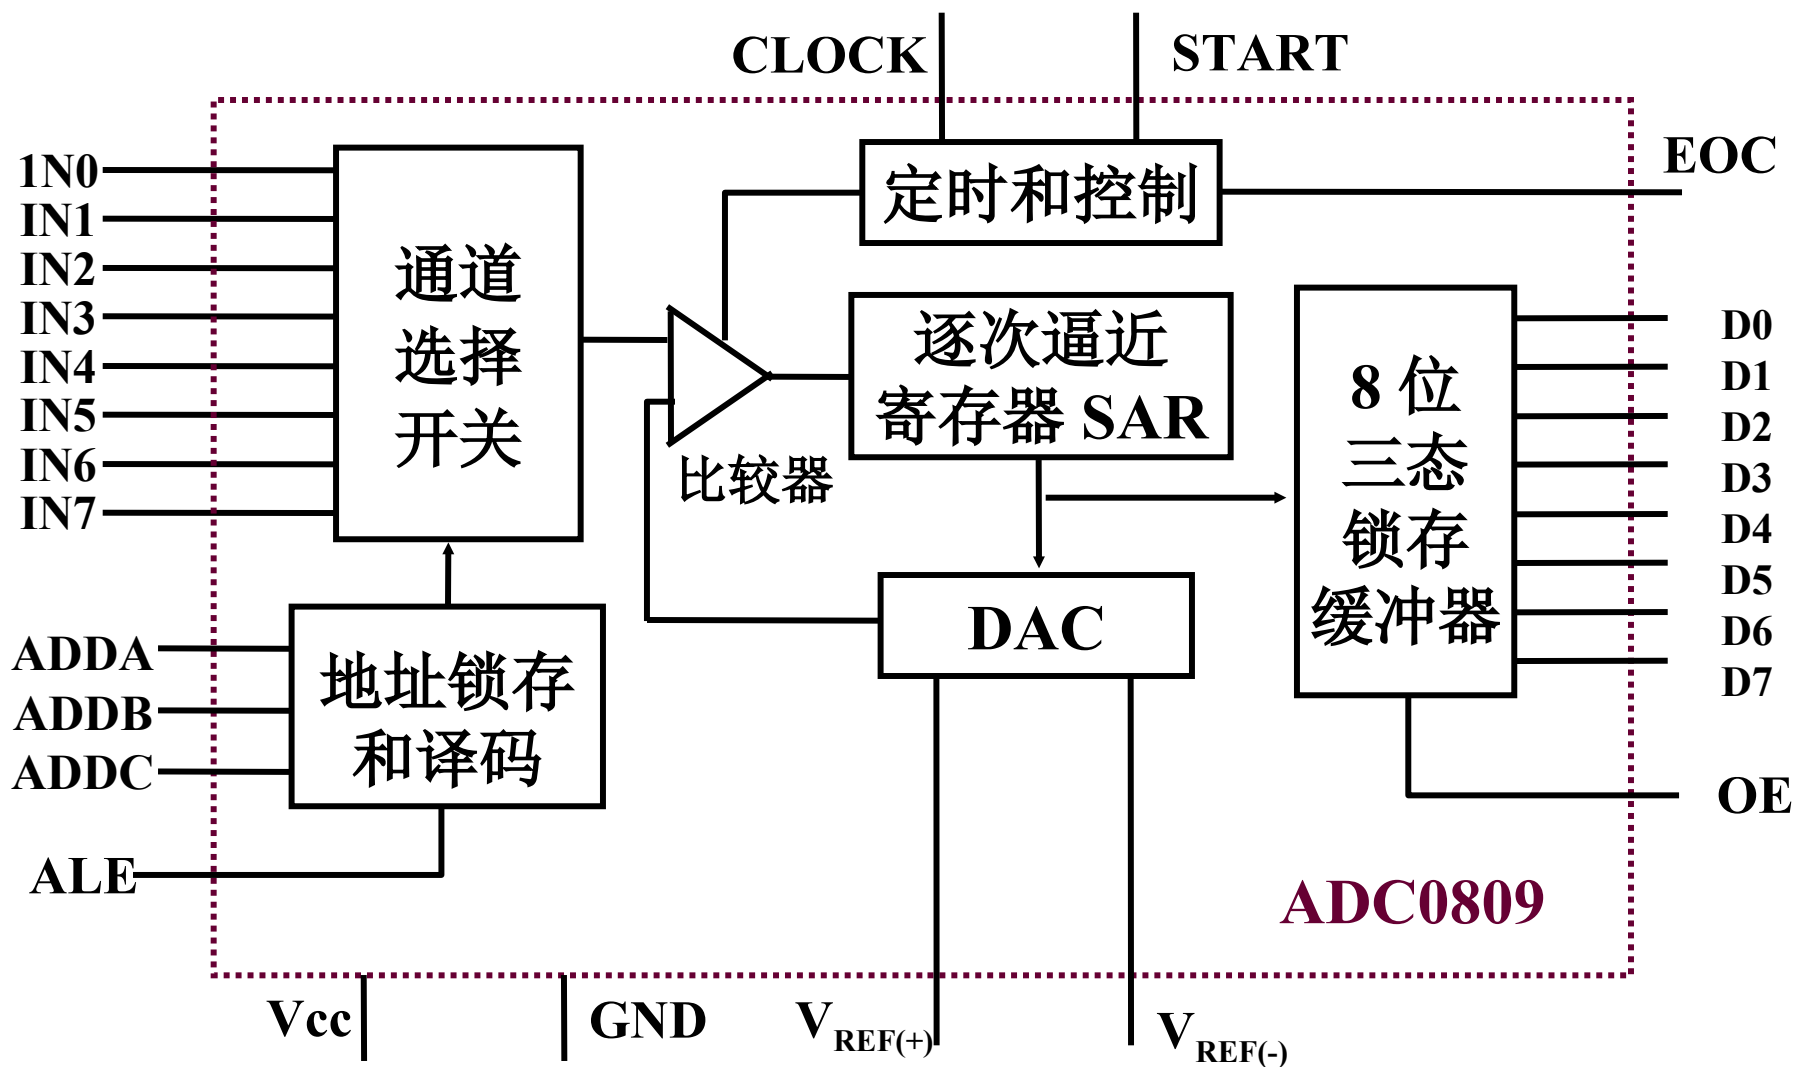 CLOCK
START
EOC
1N0
IN1
IN2
IN3
IN4
IN5
IN6
IN7
通道
选择
开关
定时和控制
逐次逼近
寄存器 SAR
比较器
8 位
三态
锁存
缓冲器
D0
D1
D2
D3
D4
D5
D6
D7
DAC
ADDA
ADDB
ADDC
地址锁存
和译码
ALE
OE
ADC0809
Vcc
GND
VREF(+)
VREF(-)